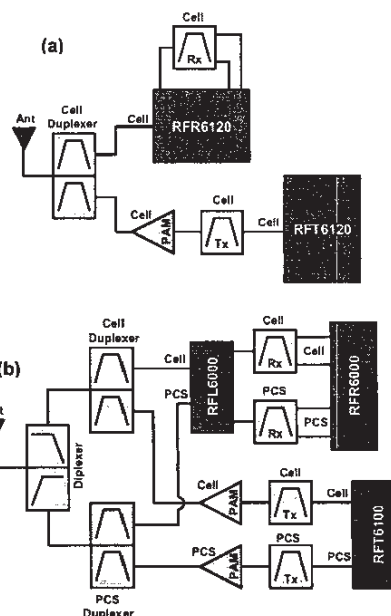 (a)
Cell
Rx
Ant
Cell
Duplexer
Cell
RFR6120
Cell
Cell
PAM
Tx
Cell
RFT6120
(b)
Cell
Duplexer
Cell
RFL6000
Cell
Rx
Cell
RFR6000
PCS
PCS
Rx
PCS
t
Diplexer
Cell
PAM
Cell
Tx
Cell
RFT6100
PCS
PAM
PCS
Tx
PCS
PCS
Duplexer